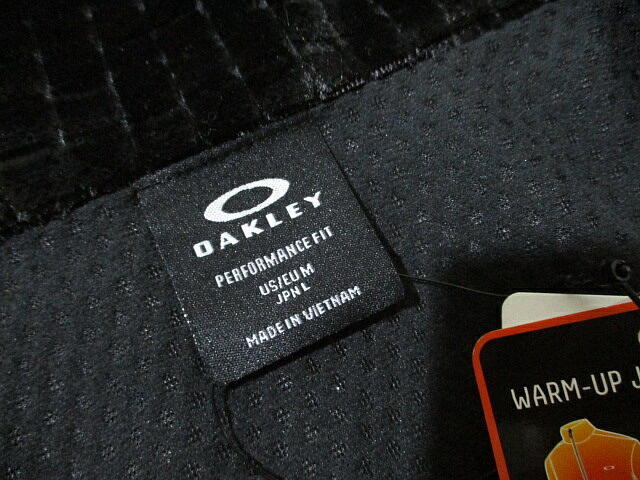 OAKLEY
PERFORMANCE FIT
US/EU M
JPN L
MADE IN VIETNAM
WARM-UP J